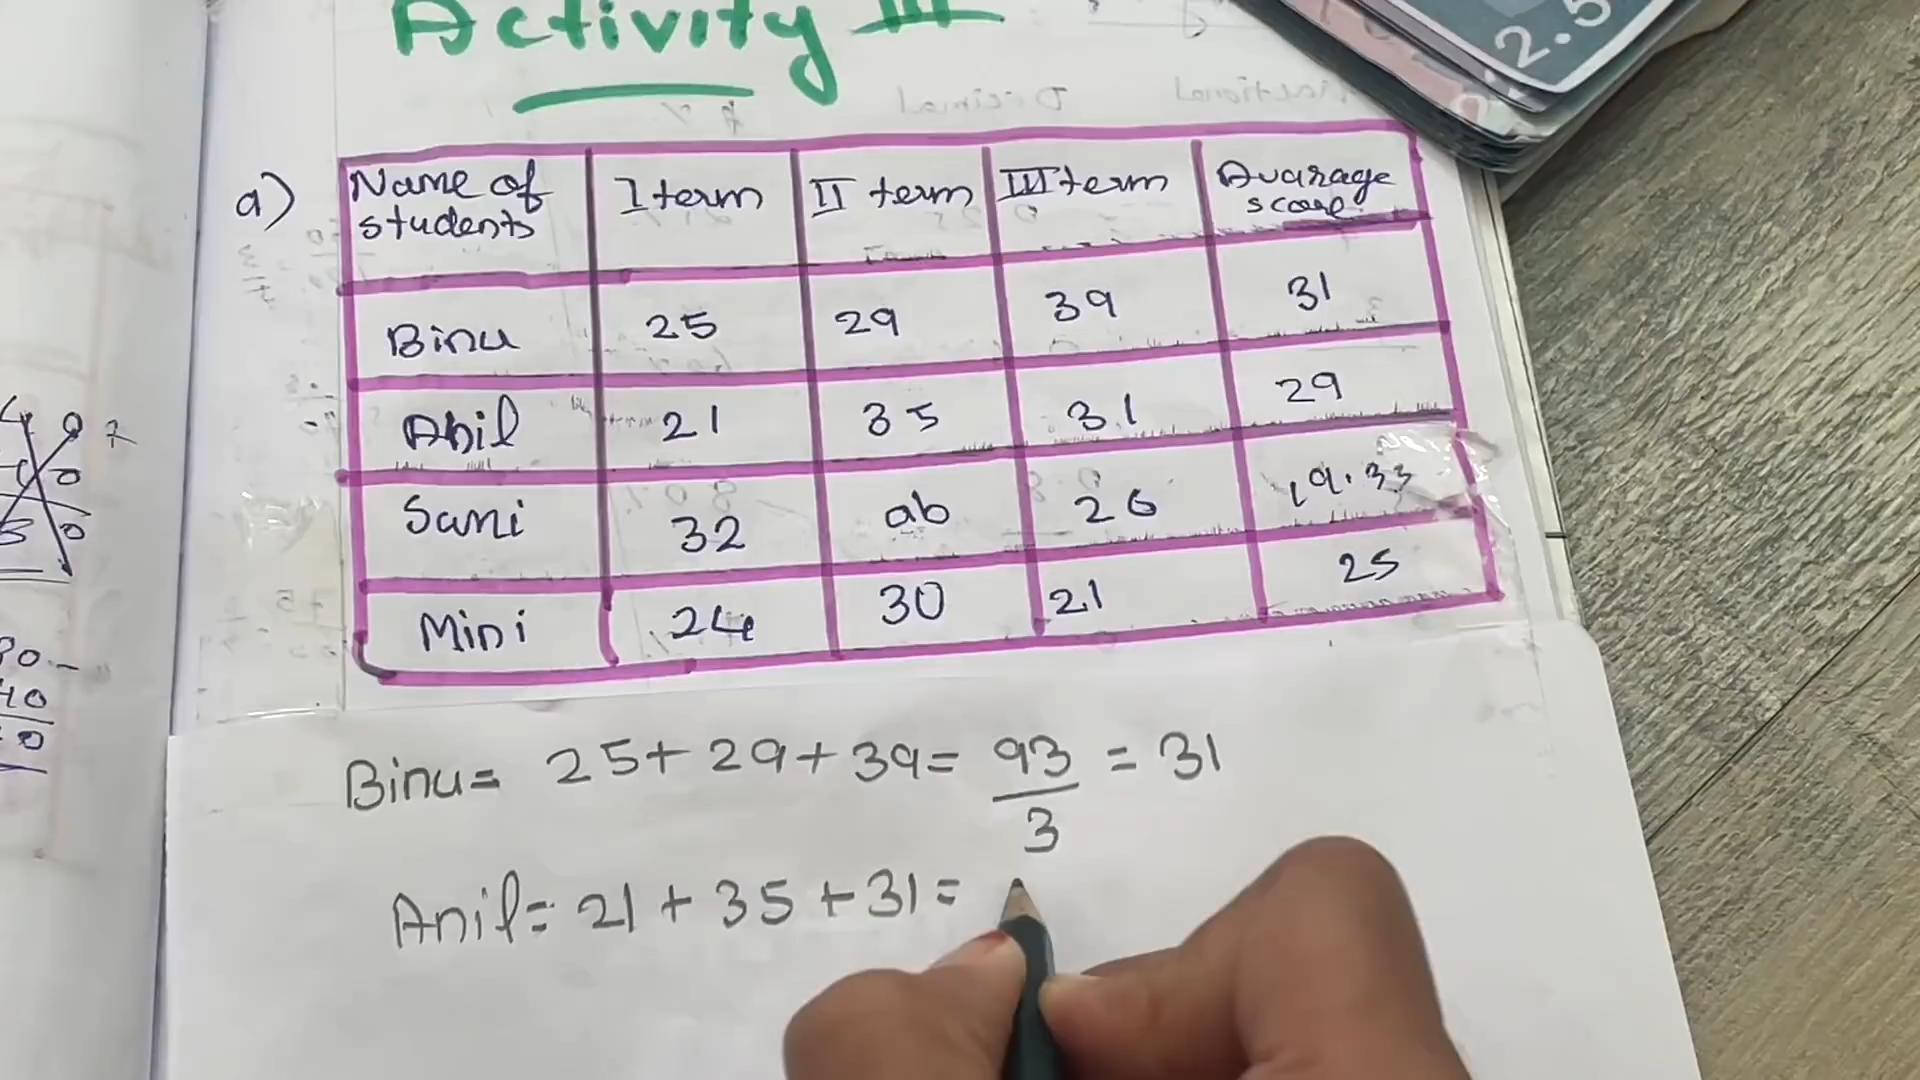 Activity III
a)
Name of students | I term | II term | III term | Avarage score
Binu | 25 | 29 | 39 | 31
Anil | 21 | 35 | 31 | 29
Sani | 32 | ab | 26 | 19.33
Mini | 24 | 30 | 21 | 25
Binu = 25 + 29 + 39 = 93/3 = 31
Anil = 21 + 35 + 31 =
2.5